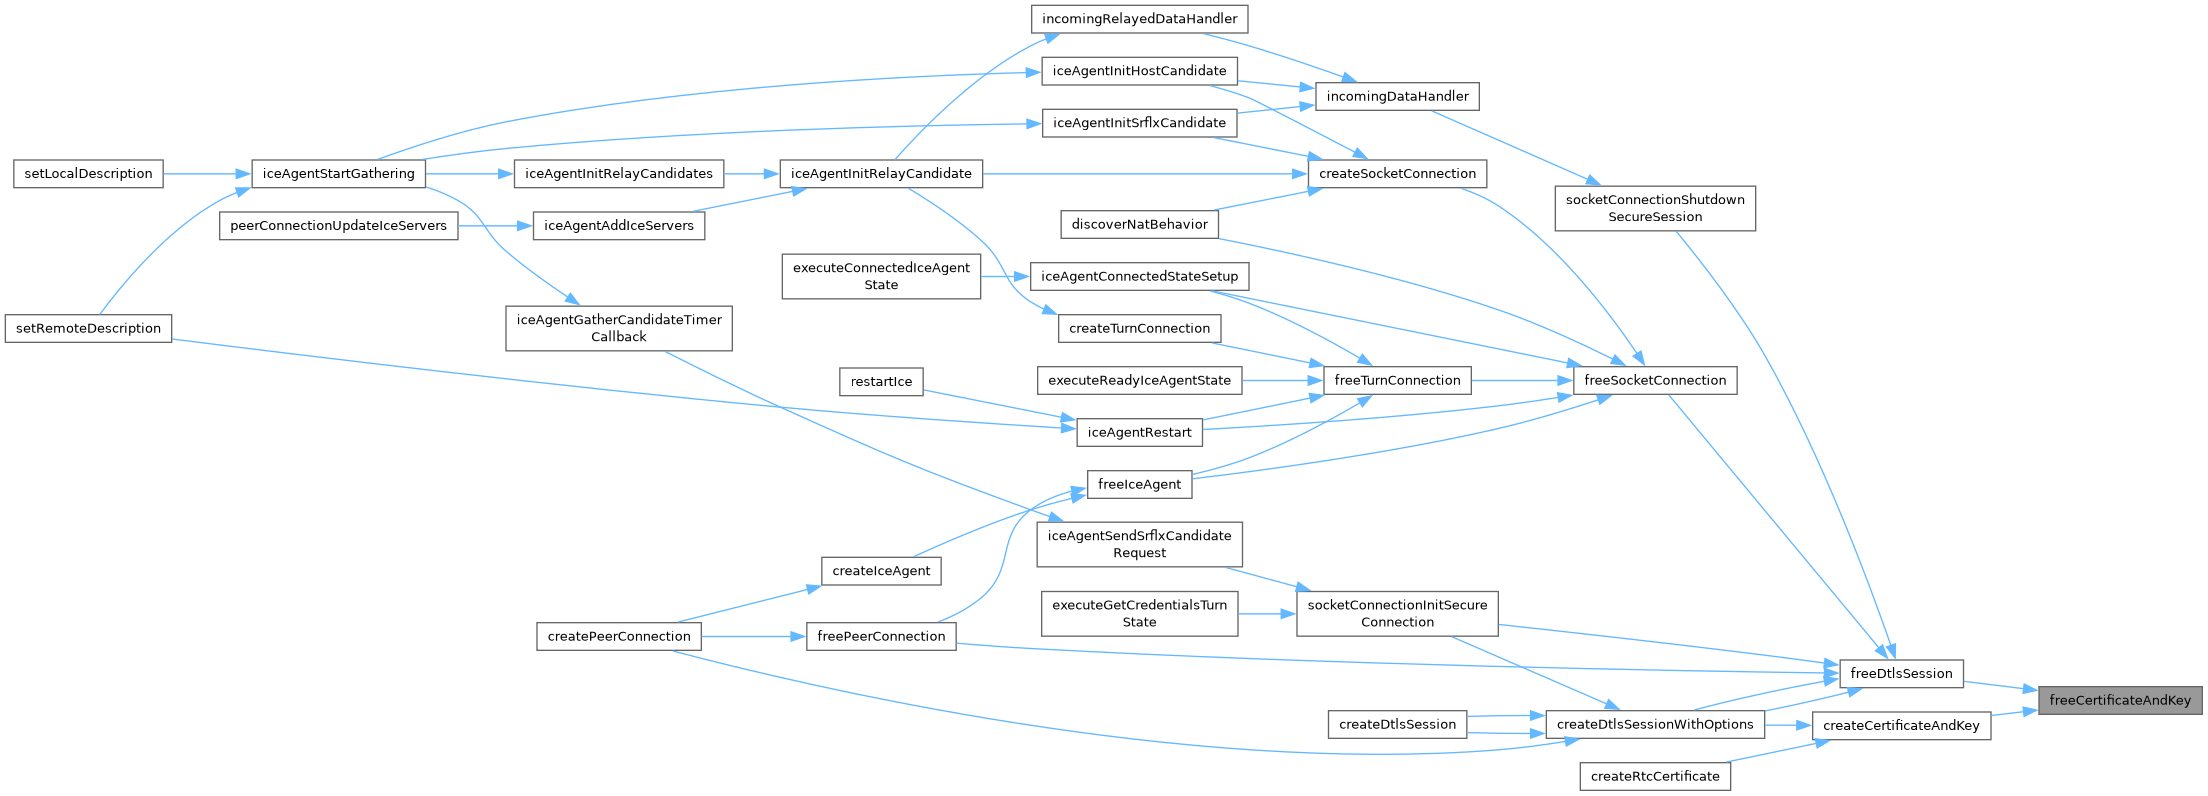 incomingRelayedDataHandler
iceAgentInitHostCandidate
incomingDataHandler
iceAgentInitSrflxCandidate
setLocalDescription
iceAgentStartGathering
iceAgentInitRelayCandidates
iceAgentInitRelayCandidate
createSocketConnection
socketConnectionShutdown
SecureSession
peerConnectionUpdateIceServers
iceAgentAddIceServers
discoverNatBehavior
executeConnectedIceAgent
State
iceAgentConnectedStateSetup
setRemoteDescription
iceAgentGatherCandidateTimer
Callback
createTurnConnection
restartIce
executeReadyIceAgentState
freeTurnConnection
freeSocketConnection
iceAgentRestart
freeIceAgent
iceAgentSendSrflxCandidate
Request
createIceAgent
executeGetCredentialsTurn
State
socketConnectionInitSecure
Connection
createPeerConnection
freePeerConnection
freeDtlsSession
freeCertificateAndKey
createDtlsSession
createDtlsSessionWithOptions
createCertificateAndKey
createRtcCertificate